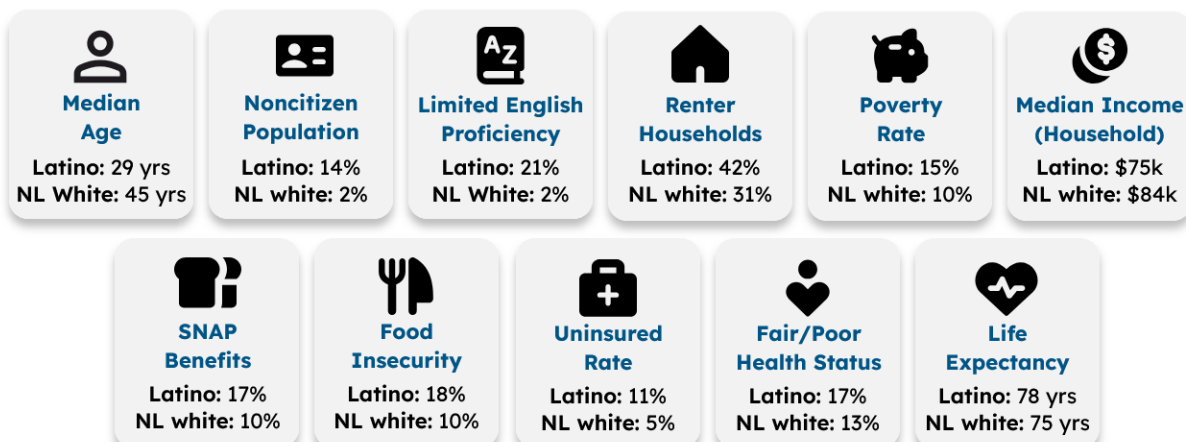 A Z
$
Median
Age
Latino: 29 yrs
NL White: 45 yrs
Noncitizen
Population
Latino: 14%
NL white: 2%
Limited English
Proficiency
Latino: 21%
NL White: 2%
Renter
Households
Latino: 42%
NL white: 31%
Poverty
Rate
Latino: 15%
NL white: 10%
Median Income
(Household)
Latino: $75k
NL white: $84k
SNAP
Benefits
Latino: 17%
NL white: 10%
Food
Insecurity
Latino: 18%
NL white: 10%
Uninsured
Rate
Latino: 11%
NL white: 5%
Fair/Poor
Health Status
Latino: 17%
NL white: 13%
Life
Expectancy
Latino: 78 yrs
NL white: 75 yrs